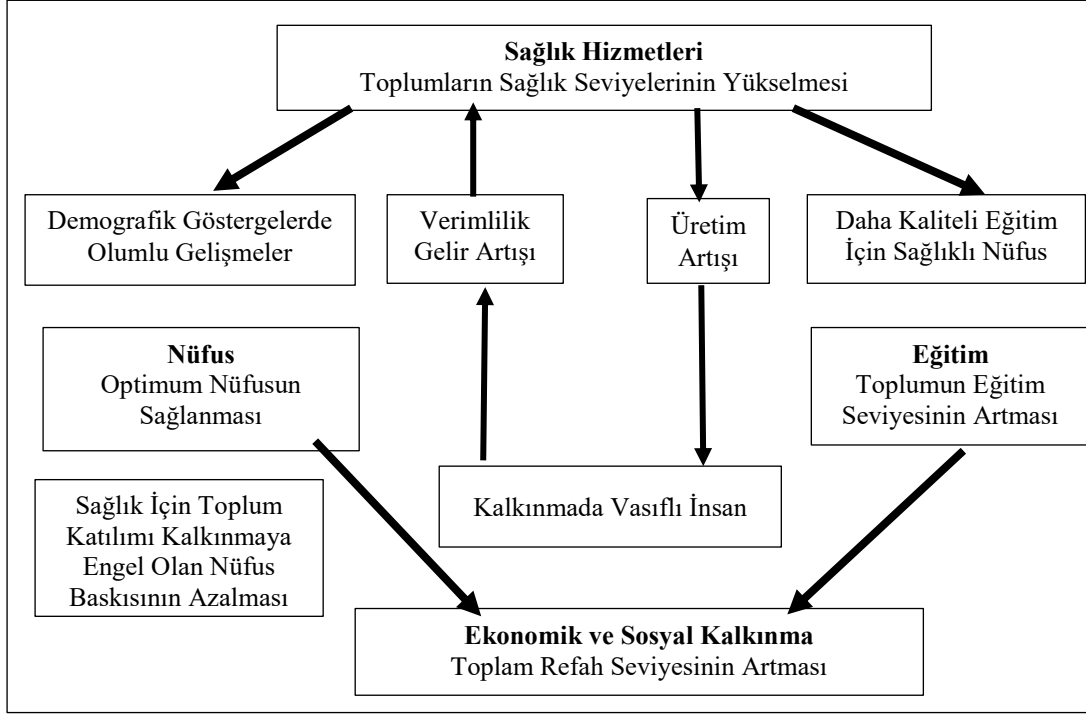 Sağlık Hizmetleri
Toplumların Sağlık Seviyelerinin Yükselmesi
Demografik Göstergelerde
Olumlu Gelişmeler
Verimlilik
Gelir Artışı
Üretim
Artışı
Daha Kaliteli Eğitim
İçin Sağlıklı Nüfus
Nüfus
Optimum Nüfusun
Sağlanması
Eğitim
Toplumun Eğitim
Seviyesinin Artması
Sağlık İçin Toplum
Katılımı Kalkınmaya
Engel Olan Nüfus
Baskısının Azalması
Kalkınmada Vasıflı İnsan
Ekonomik ve Sosyal Kalkınma
Toplam Refah Seviyesinin Artması